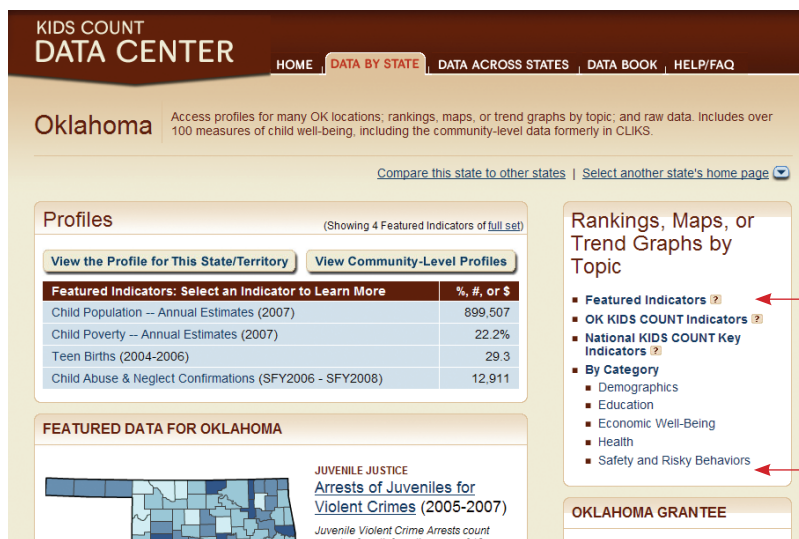 KIDS COUNT
DATA CENTER
HOME DATA BY STATE DATA ACROSS STATES DATA BOOK HELP/FAQ
Oklahoma
Access profiles for many OK locations; rankings, maps, or trend graphs by topic; and raw data. Includes over
100 measures of child well-being, including the community-level data formerly in CLIKS.
Compare this state to other states | Select another state's home page
Profiles
(Showing 4 Featured Indicators of full set)
View the Profile for This State/Territory View Community-Level Profiles
Featured Indicators: Select an Indicator to Learn More %, #, or $
Child Population -- Annual Estimates (2007) 899,507
Child Poverty -- Annual Estimates (2007) 22.2%
Teen Births (2004-2006) 29.3
Child Abuse & Neglect Confirmations (SFY2006 - SFY2008) 12,911
FEATURED DATA FOR OKLAHOMA
JUVENILE JUSTICE
Arrests of Juveniles for
Violent Crimes (2005-2007)
Juvenile Violent Crime Arrests count
Rankings, Maps, or
Trend Graphs by
Topic
Featured Indicators ?
OK KIDS COUNT Indicators ?
National KIDS COUNT Key
Indicators ?
By Category
Demographics
Education
Economic Well-Being
Health
Safety and Risky Behaviors
OKLAHOMA GRANTEE